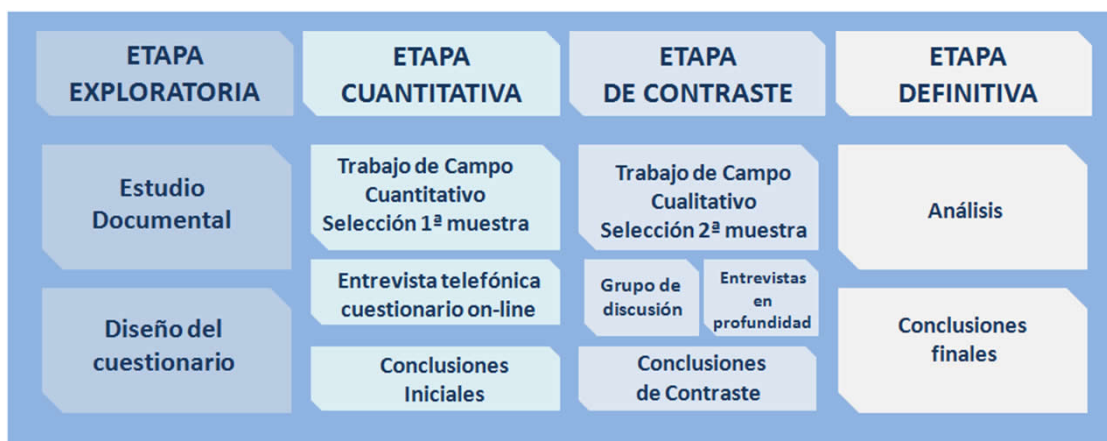 ETAPA
EXPLORATORIA
ETAPA
CUANTITATIVA
ETAPA
DE CONTRASTE
ETAPA
DEFINITIVA
Estudio
Documental
Diseño del
cuestionario
Trabajo de Campo
Cuantitativo
Selección 1ª muestra
Entrevista telefónica
cuestionario on-line
Conclusiones
Iniciales
Trabajo de Campo
Cualitativo
Selección 2ª muestra
Grupo de
discusión
Entrevistas
en
profundidad
Conclusiones
de Contraste
Análisis
Conclusiones
finales